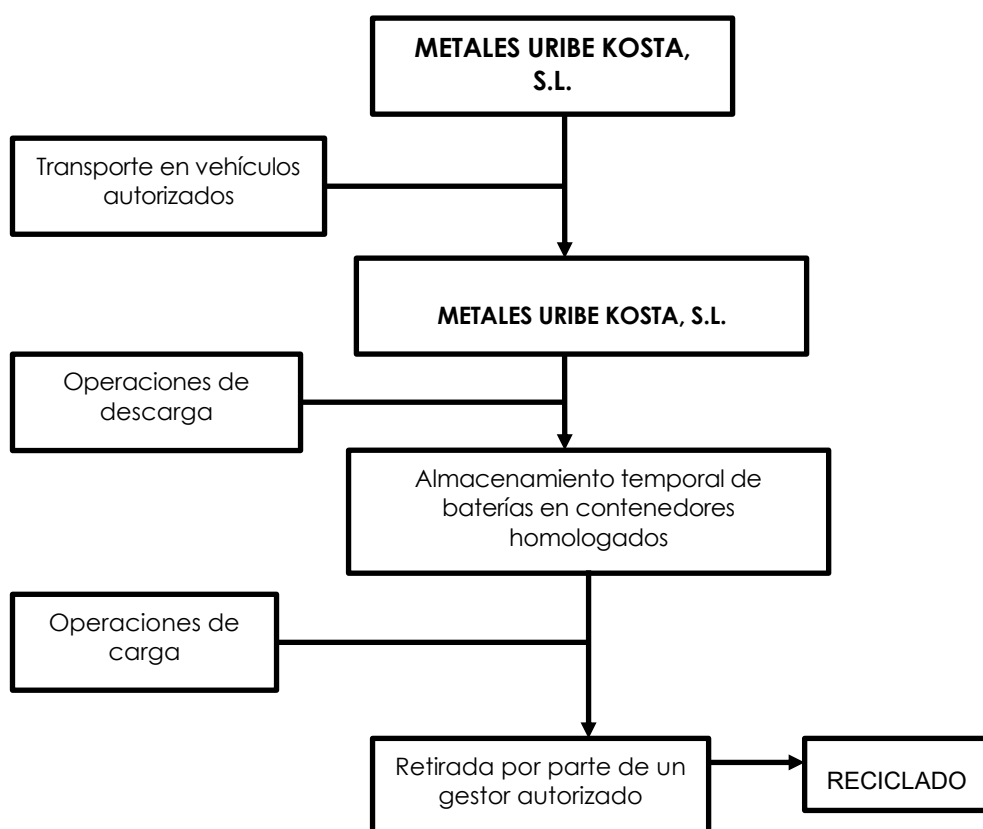 METALES URIBE KOSTA,
S.L.
Transporte en vehículos
autorizados
METALES URIBE KOSTA, S.L.
Operaciones de
descarga
Almacenamiento temporal de
baterías en contenedores
homologados
Operaciones de
carga
Retirada por parte de un
gestor autorizado
RECICLADO